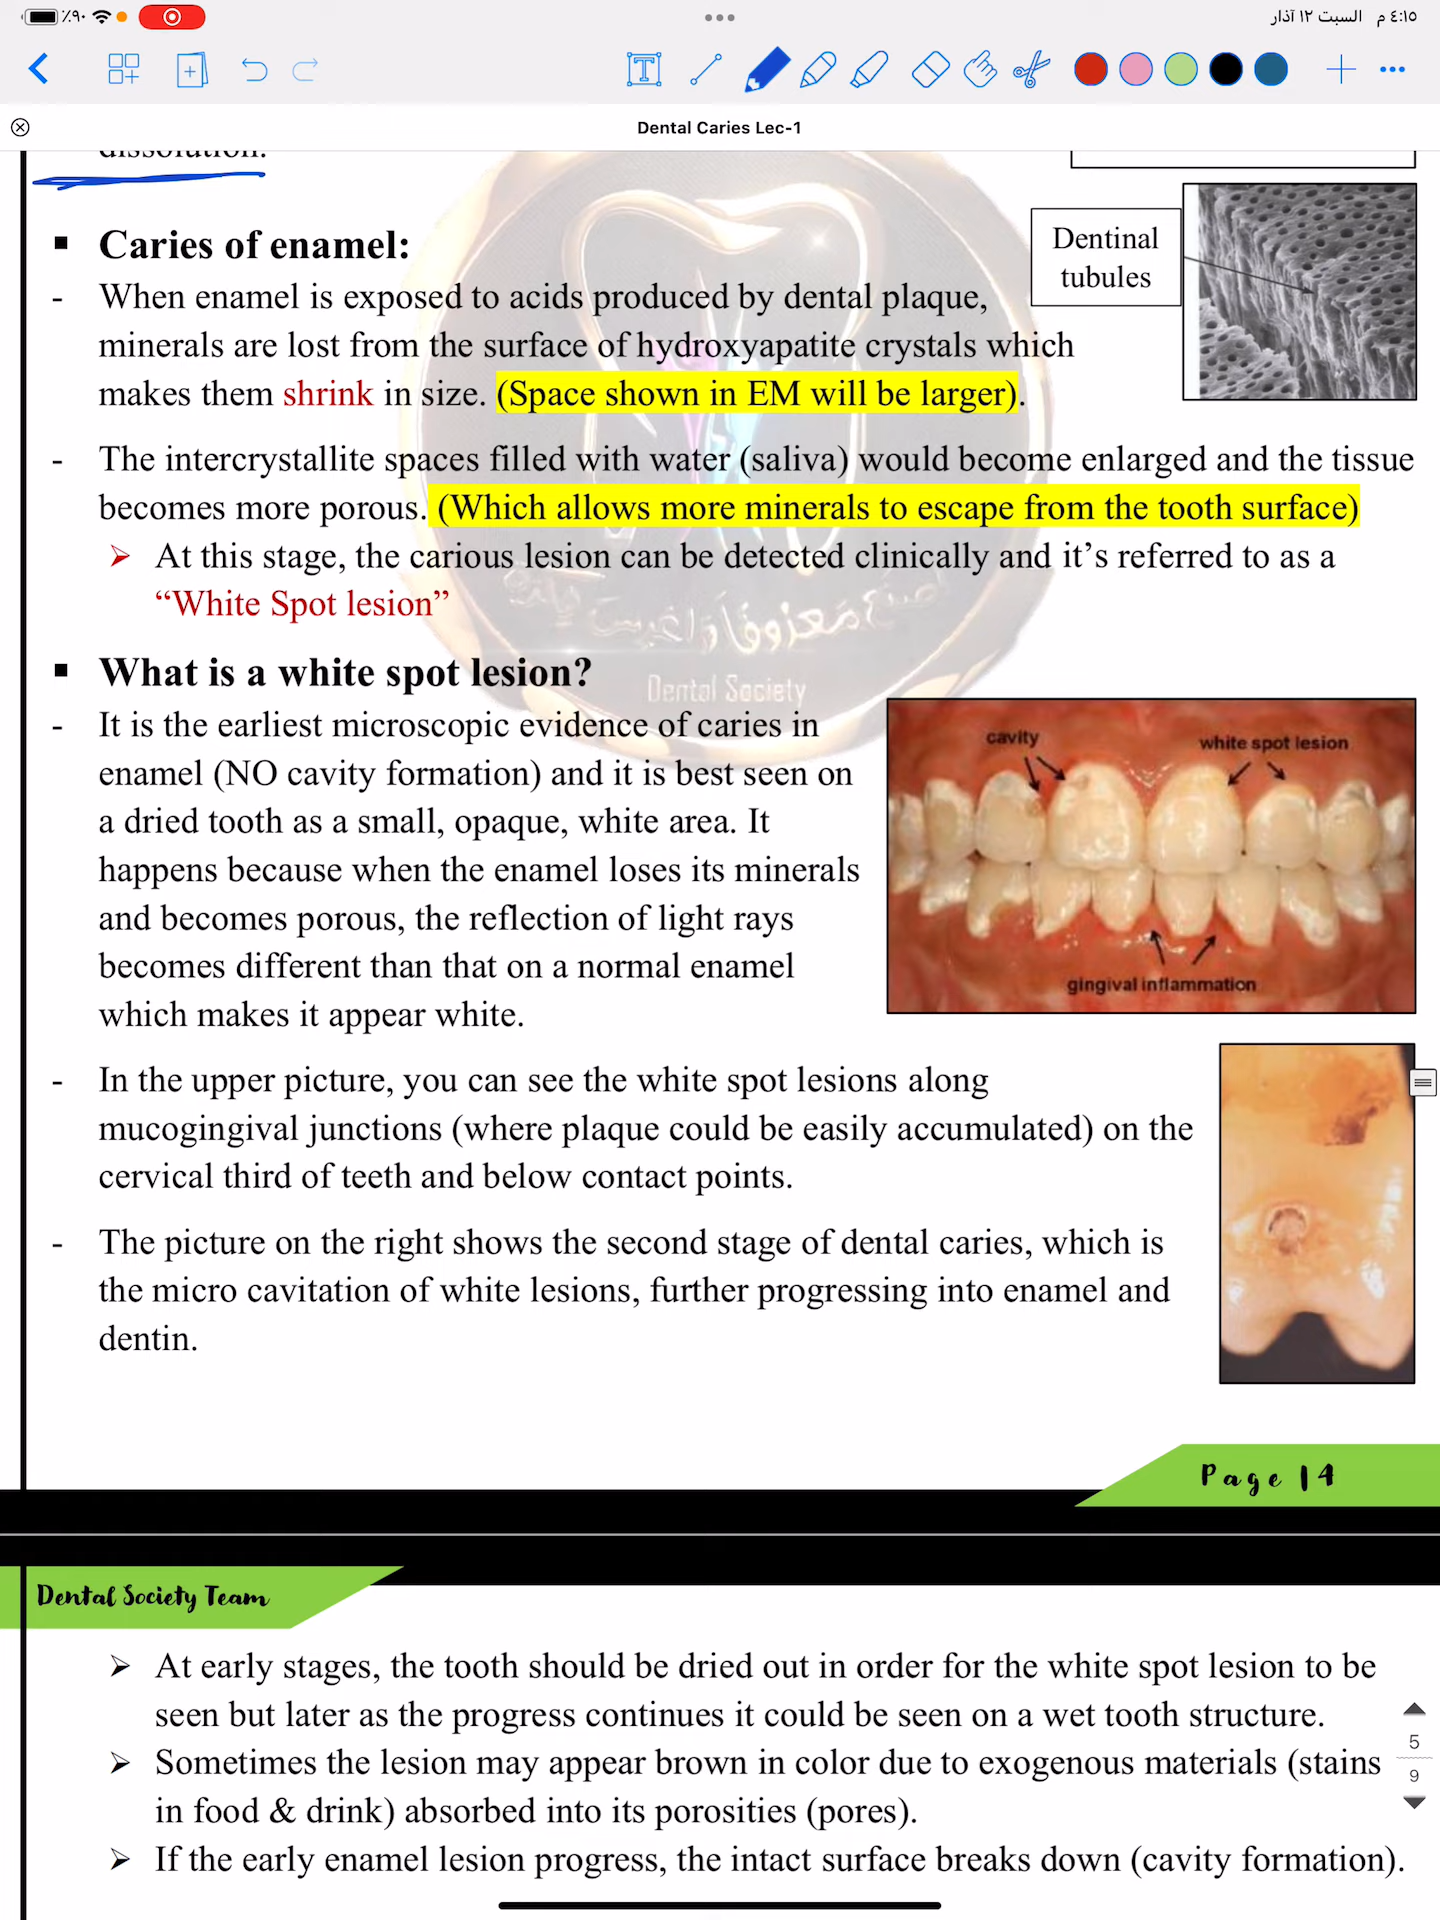 ٪٩٠
٤:١٥ م السبت ١٢ آذار
Dental Caries Lec-1
dissolution.
Dentinal
tubules
▪ Caries of enamel:
- When enamel is exposed to acids produced by dental plaque,
minerals are lost from the surface of hydroxyapatite crystals which
makes them shrink in size. (Space shown in EM will be larger).
- The intercrystallite spaces filled with water (saliva) would become enlarged and the tissue
becomes more porous. (Which allows more minerals to escape from the tooth surface)
➢ At this stage, the carious lesion can be detected clinically and it’s referred to as a
“White Spot lesion”
Dental Society
▪ What is a white spot lesion?
- It is the earliest microscopic evidence of caries in
enamel (NO cavity formation) and it is best seen on
a dried tooth as a small, opaque, white area. It
happens because when the enamel loses its minerals
and becomes porous, the reflection of light rays
becomes different than that on a normal enamel
which makes it appear white.
cavity
white spot lesion
gingival inflammation
- In the upper picture, you can see the white spot lesions along
mucogingival junctions (where plaque could be easily accumulated) on the
cervical third of teeth and below contact points.
- The picture on the right shows the second stage of dental caries, which is
the micro cavitation of white lesions, further progressing into enamel and
dentin.
Page | 4
Dental Society Team
➢ At early stages, the tooth should be dried out in order for the white spot lesion to be
seen but later as the progress continues it could be seen on a wet tooth structure.
➢ Sometimes the lesion may appear brown in color due to exogenous materials (stains
in food & drink) absorbed into its porosities (pores).
➢ If the early enamel lesion progress, the intact surface breaks down (cavity formation).
5
9